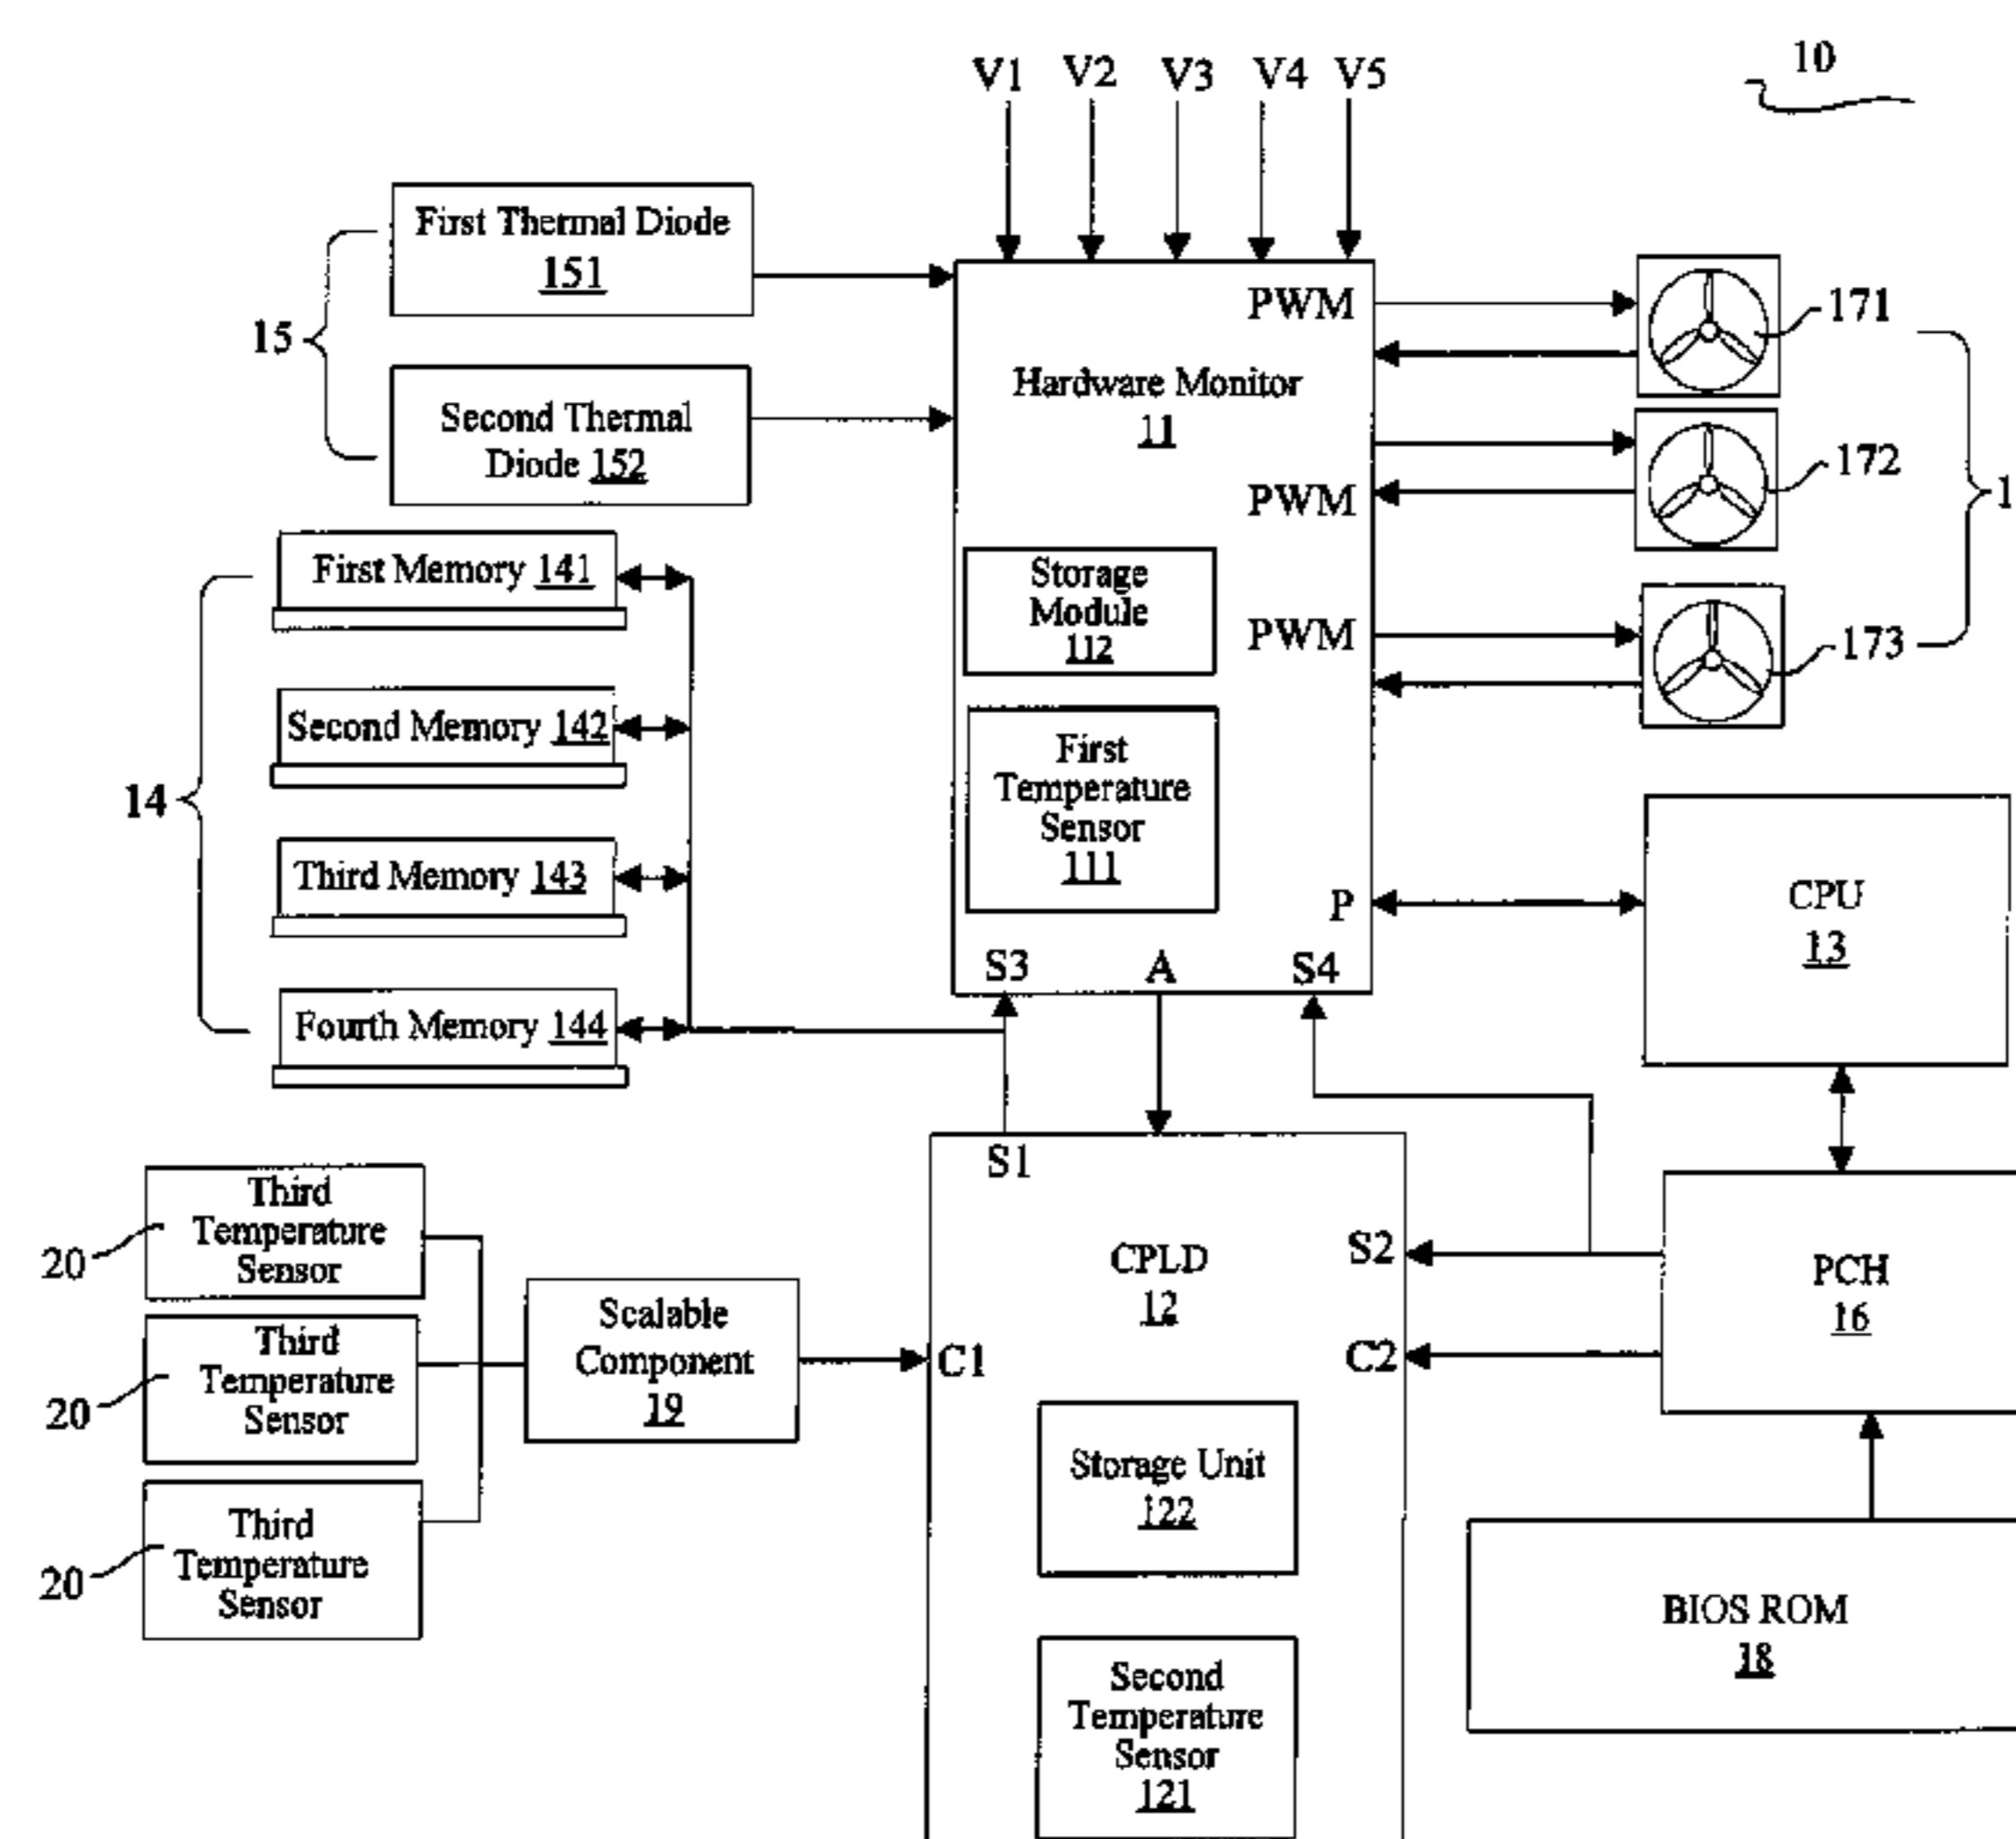 10
V1 V2 V3 V4 V5
First Thermal Diode
151
15
Second Thermal
Diode 152
PWM
Hardware Monitor
11
PWM
PWM
171
172
173
1
Storage
Module
112
First
Temperature
Sensor
111
P
S3 A S4
14
First Memory 141
Second Memory 142
Third Memory 143
Fourth Memory 144
CPU
13
S1
S2
CPLD
12
C1
C2
PCH
16
20
Third
Temperature
Sensor
20
Third
Temperature
Sensor
20
Third
Temperature
Sensor
Scalable
Component
19
Storage Unit
122
Second
Temperature
Sensor
121
BIOS ROM
18